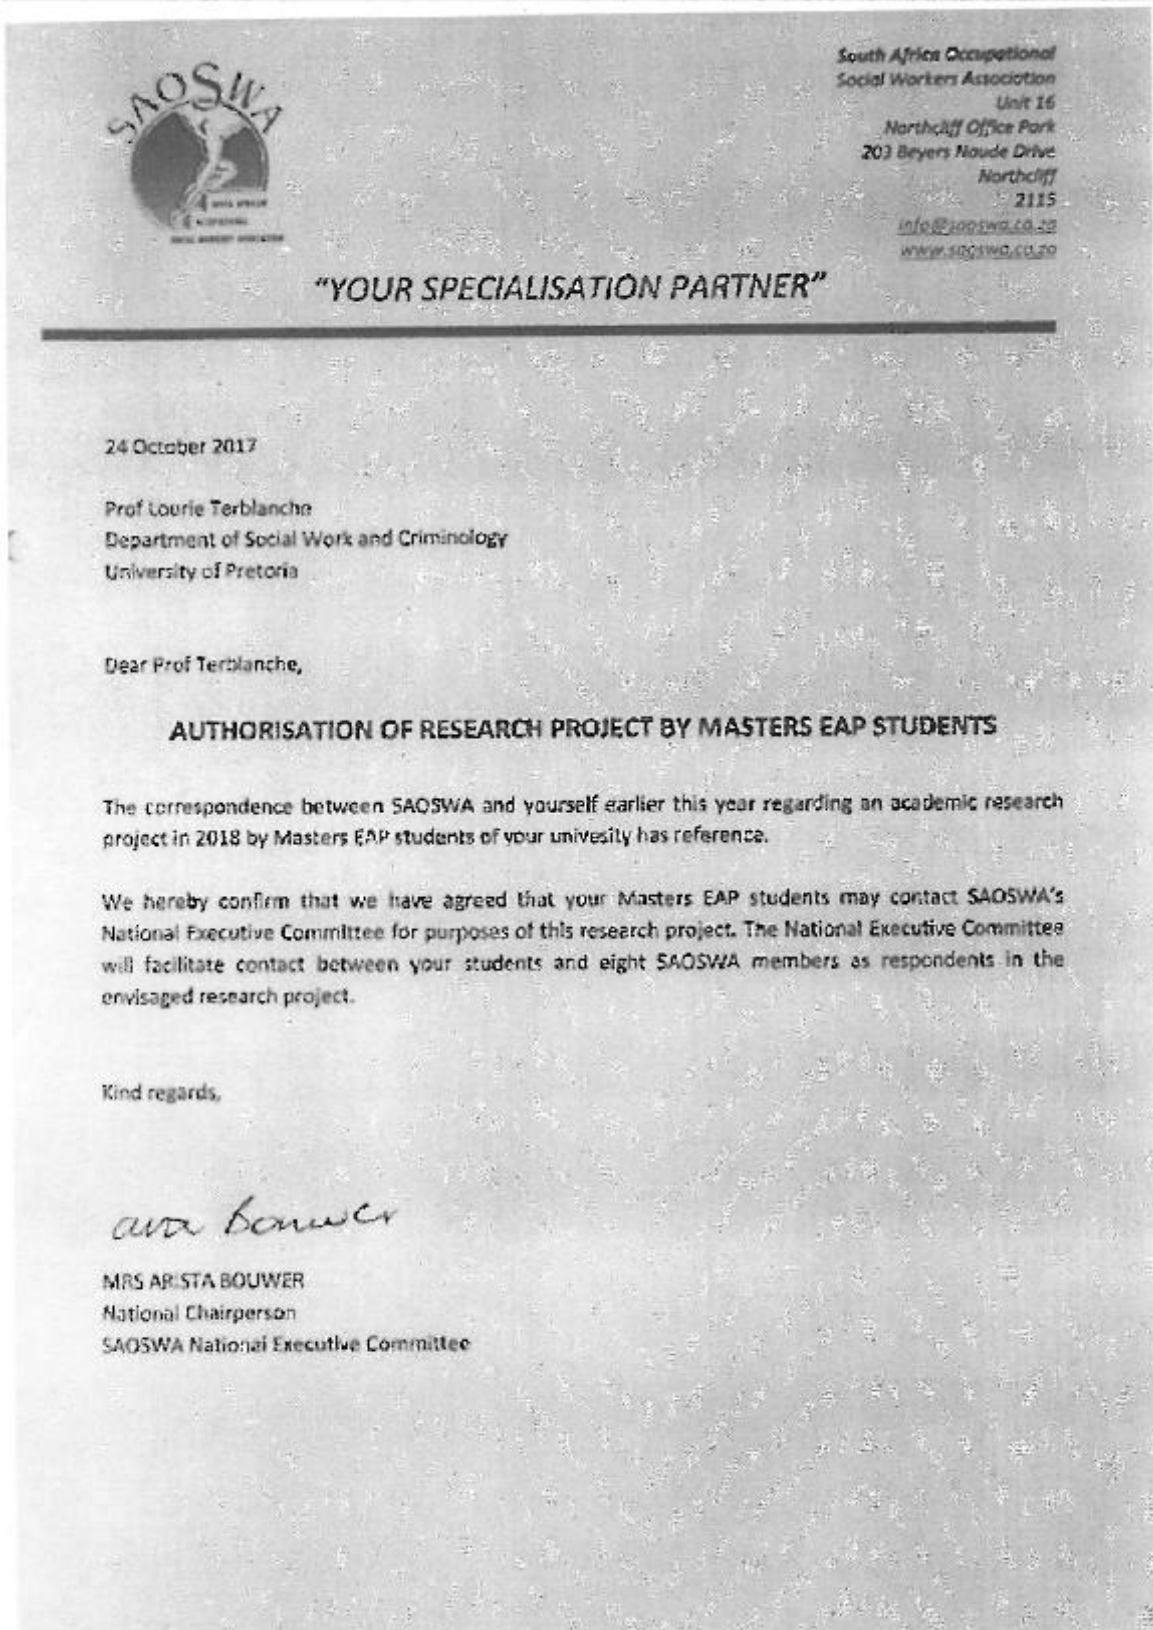 SAOSWA
South Africa Occupational
Social Workers Association
Unit 16
Northcliff Office Park
203 Beyers Naude Drive
Northcliff
2115
info@saoswa.co.za
www.saoswa.co.za
"YOUR SPECIALISATION PARTNER"
24 October 2017
Prof Lourie Terblanche
Department of Social Work and Criminology
University of Pretoria
Dear Prof Terblanche,
AUTHORISATION OF RESEARCH PROJECT BY MASTERS EAP STUDENTS
The correspondence between SAOSWA and yourself earlier this year regarding an academic research
project in 2018 by Masters EAP students of your univesity has reference.
We hereby confirm that we have agreed that your Masters EAP students may contact SAOSWA's
National Executive Committee for purposes of this research project. The National Executive Committee
will facilitate contact between your students and eight SAOSWA members as respondents in the
envisaged research project.
Kind regards,
Bouwer
MRS ARISTA BOUWER
National Chairperson
SAOSWA National Executive Committee